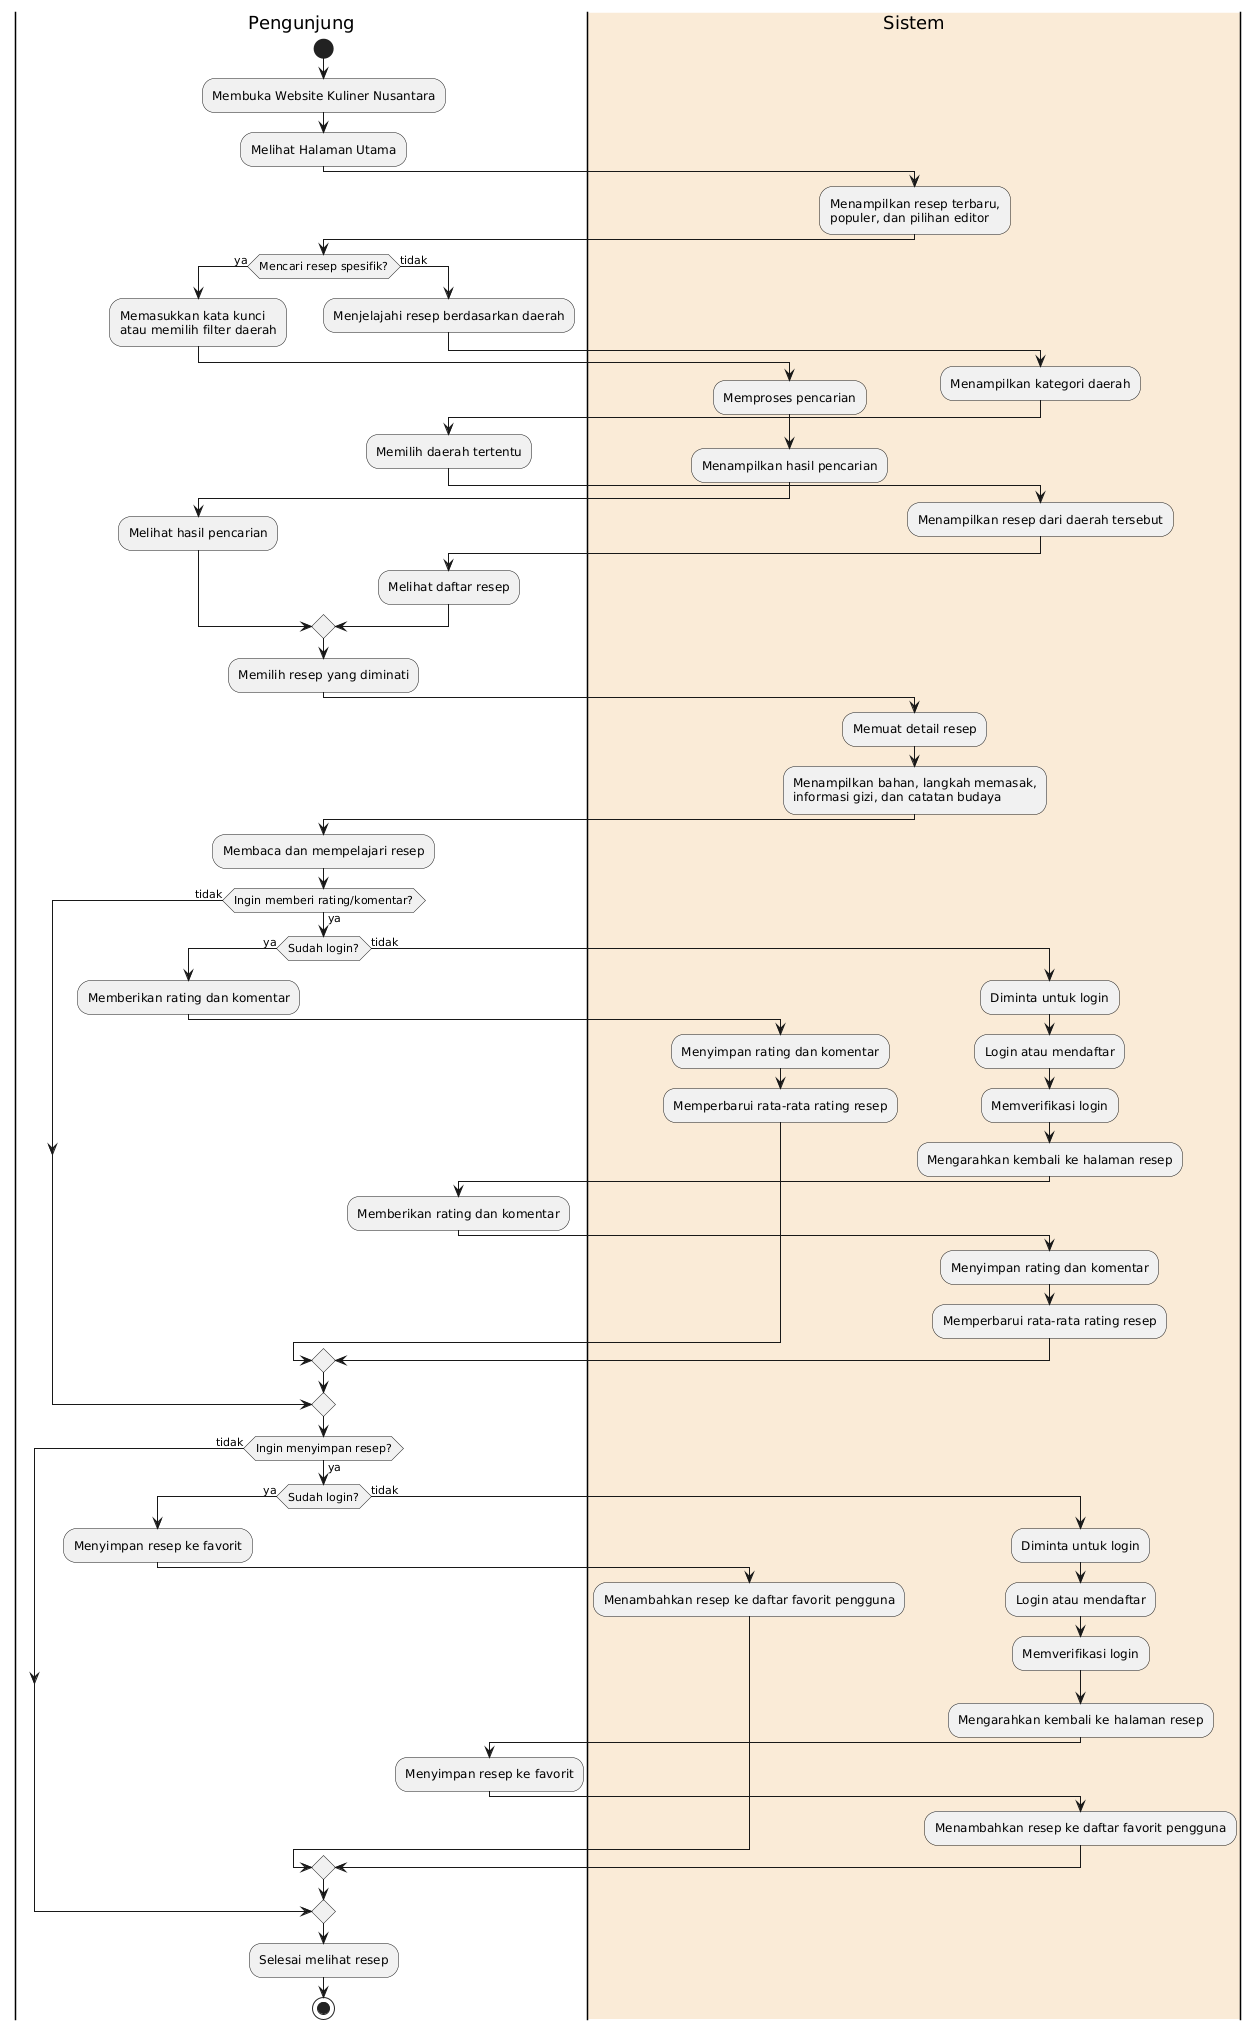 Pengunjung
Sistem
Membuka Website Kuliner Nusantara
Melihat Halaman Utama
Menampilkan resep terbaru,
populer, dan pilihan editor
ya
Mencari resep spesifik?
tidak
Memasukkan kata kunci
atau memilih filter daerah
Menjelajahi resep berdasarkan daerah
Memproses pencarian
Menampilkan kategori daerah
Memilih daerah tertentu
Menampilkan hasil pencarian
Melihat hasil pencarian
Menampilkan resep dari daerah tersebut
Melihat daftar resep
Memilih resep yang diminati
Memuat detail resep
Menampilkan bahan, langkah memasak,
informasi gizi, dan catatan budaya
Membaca dan mempelajari resep
tidak
Ingin memberi rating/komentar?
ya
ya
Sudah login?
tidak
Memberikan rating dan komentar
Diminta untuk login
Menyimpan rating dan komentar
Login atau mendaftar
Memperbarui rata-rata rating resep
Memverifikasi login
Mengarahkan kembali ke halaman resep
Memberikan rating dan komentar
Menyimpan rating dan komentar
Memperbarui rata-rata rating resep
tidak
Ingin menyimpan resep?
ya
ya
Sudah login?
tidak
Menyimpan resep ke favorit
Diminta untuk login
Menambahkan resep ke daftar favorit pengguna
Login atau mendaftar
Memverifikasi login
Mengarahkan kembali ke halaman resep
Menyimpan resep ke favorit
Menambahkan resep ke daftar favorit pengguna
Selesai melihat resep